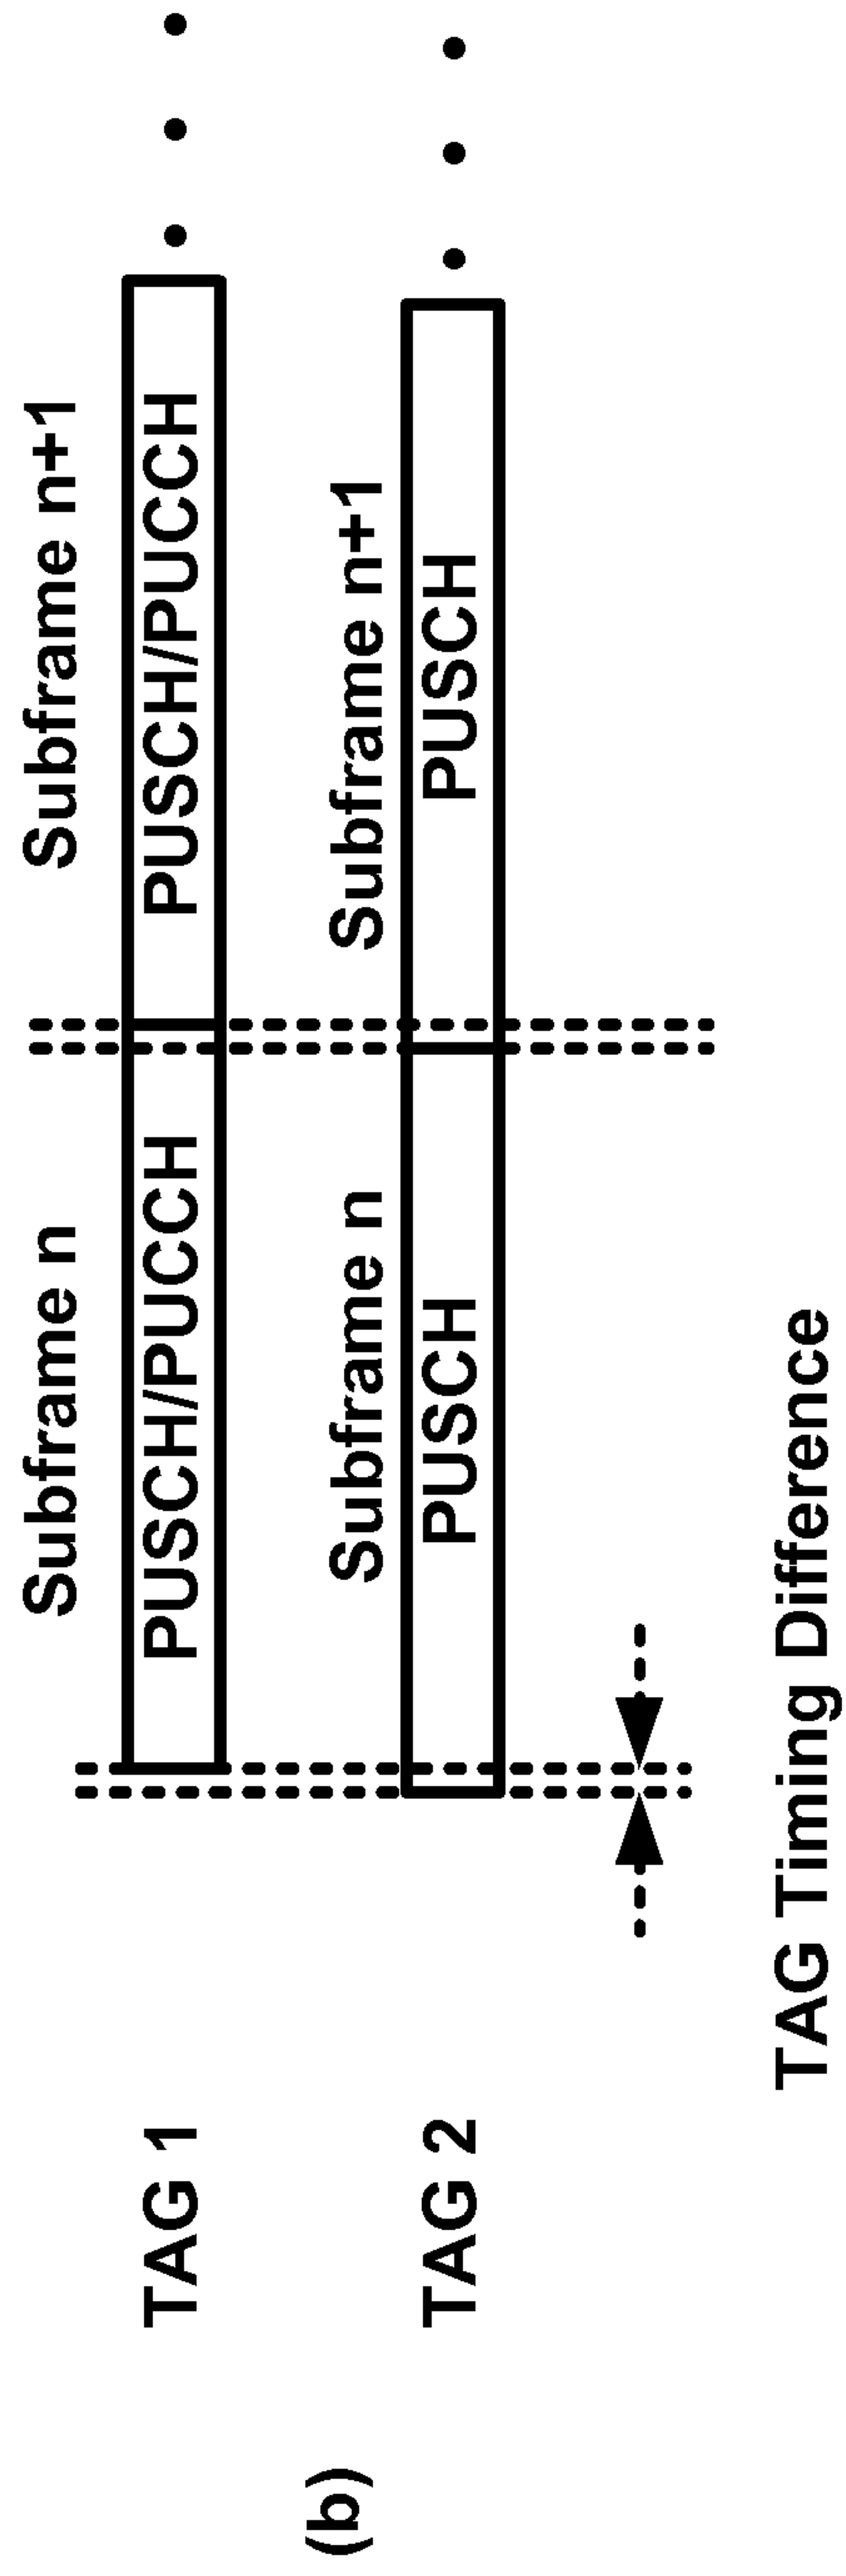 Subframe n
Subframe n+1
TAG 1
PUSCH/PUCCH
PUSCH/PUCCH
(b)
Subframe n
Subframe n+1
TAG 2
PUSCH
PUSCH
TAG Timing Difference